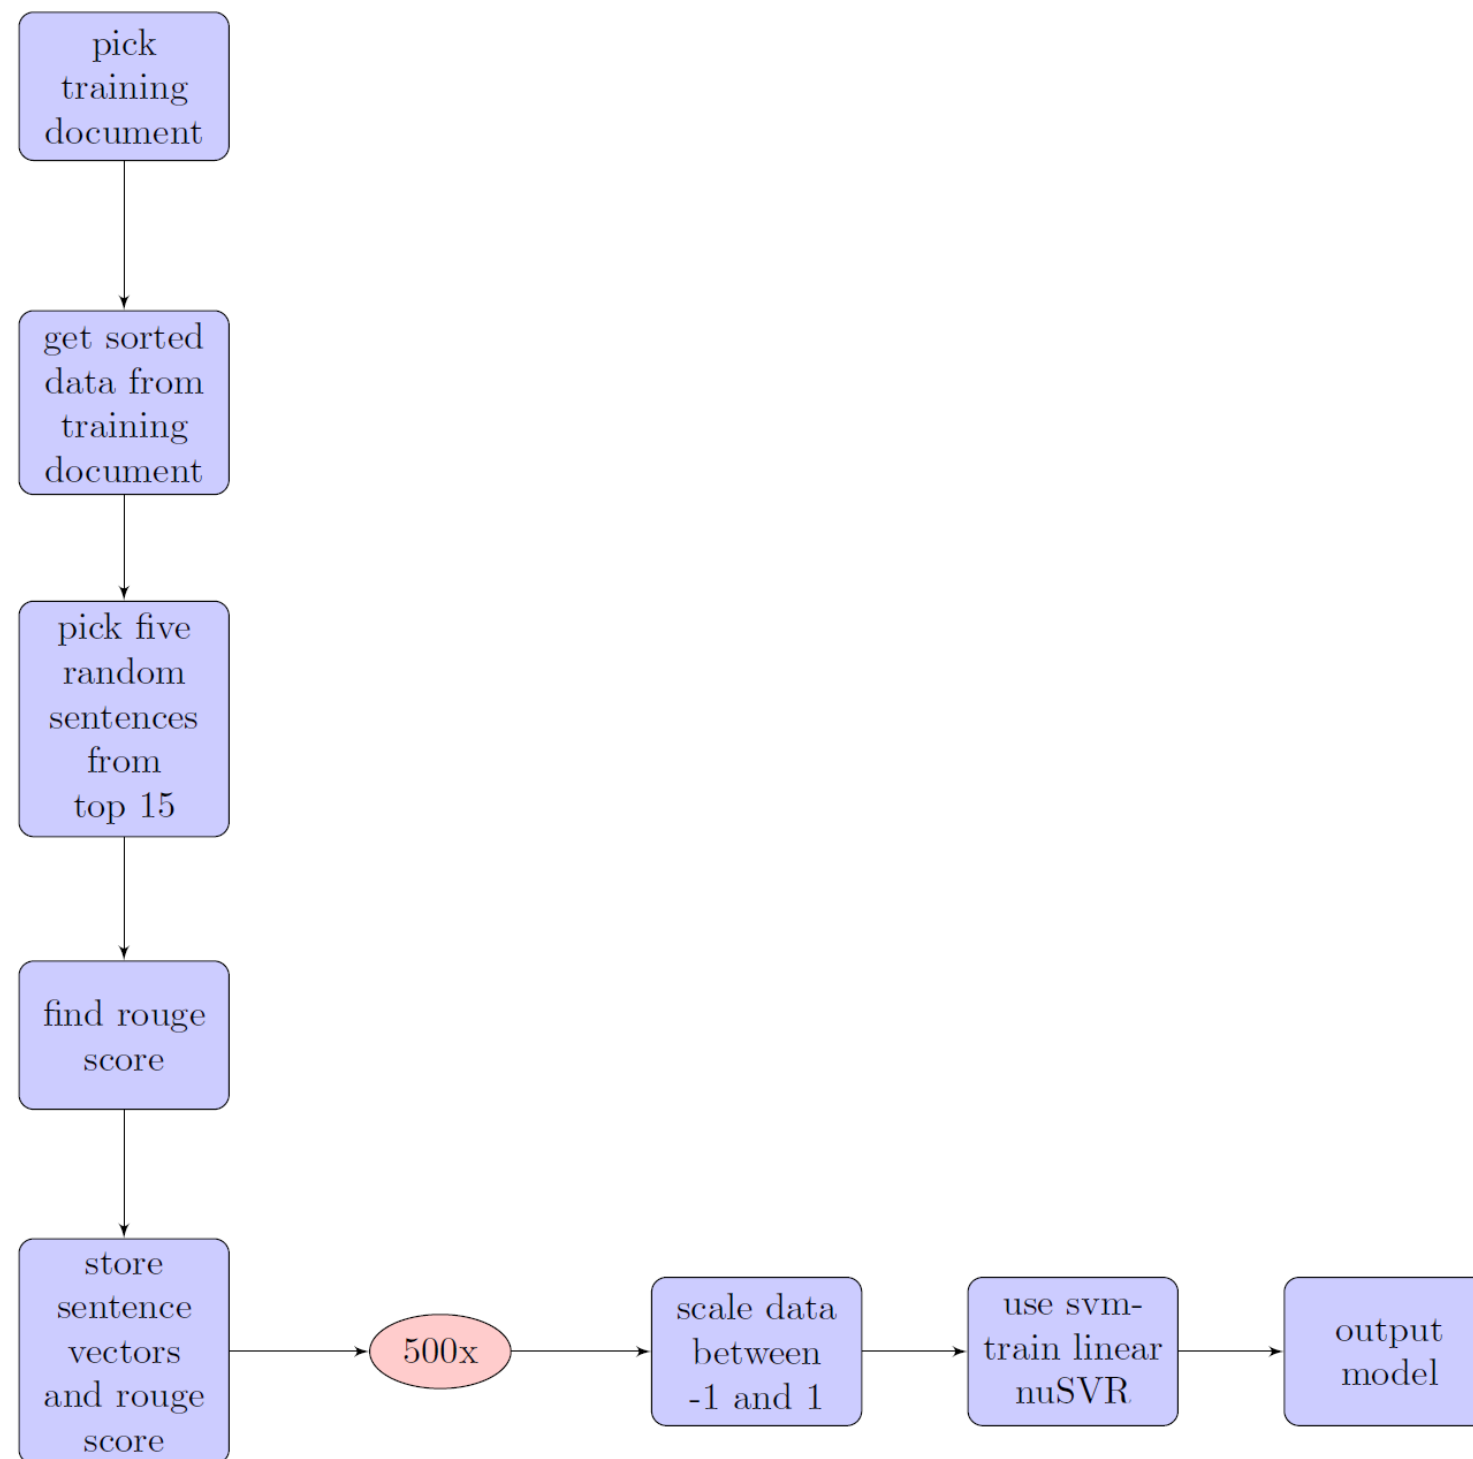 pick
training
document
get sorted
data from
training
document
pick five
random
sentences
from
top 15
find rouge
score
store
sentence
vectors
and rouge
score
500x
scale data
between
-1 and 1
use svm-
train linear
nuSVR
output
model